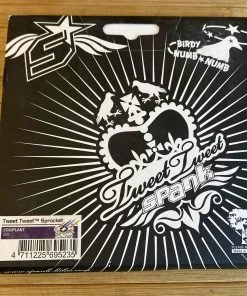 BIRDY
NUMB NUMB
Tweet Tweet
spank
Tweet Tweet™ Sprocket
EGGPLANT
4 711225 695235